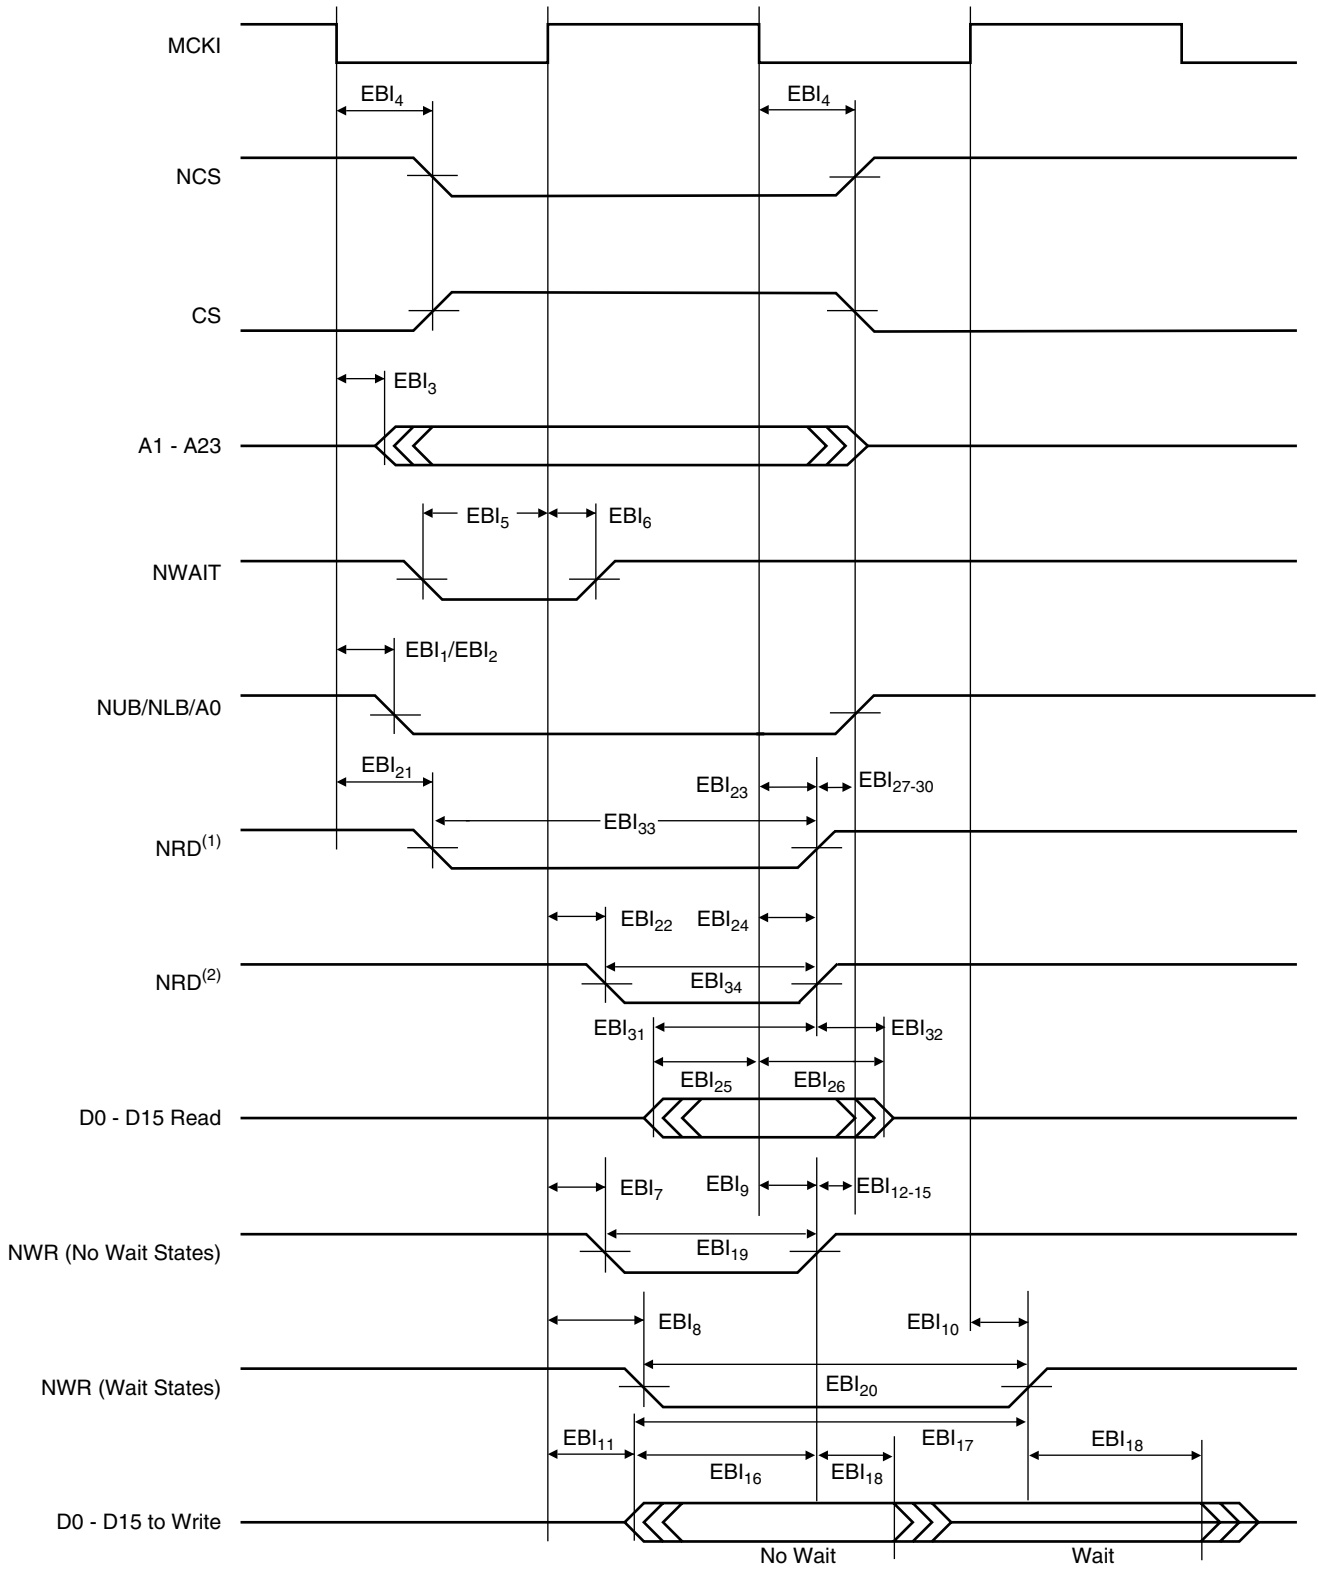 MCKI
EBI4 EBI4
NCS
CS
EBI3
A1 - A23
EBI5 EBI6
NWAIT
EBI1/EBI2
NUB/NLB/A0
EBI21 EBI23 EBI27-30
EBI33
NRD(1)
EBI22 EBI24
NRD(2)
EBI34
EBI31 EBI32
EBI25 EBI26
D0 - D15 Read
EBI7 EBI9 EBI12-15
NWR (No Wait States) EBI19
EBI8 EBI10
NWR (Wait States) EBI20
EBI11 EBI17 EBI18
EBI16 EBI18
D0 - D15 to Write
No Wait Wait